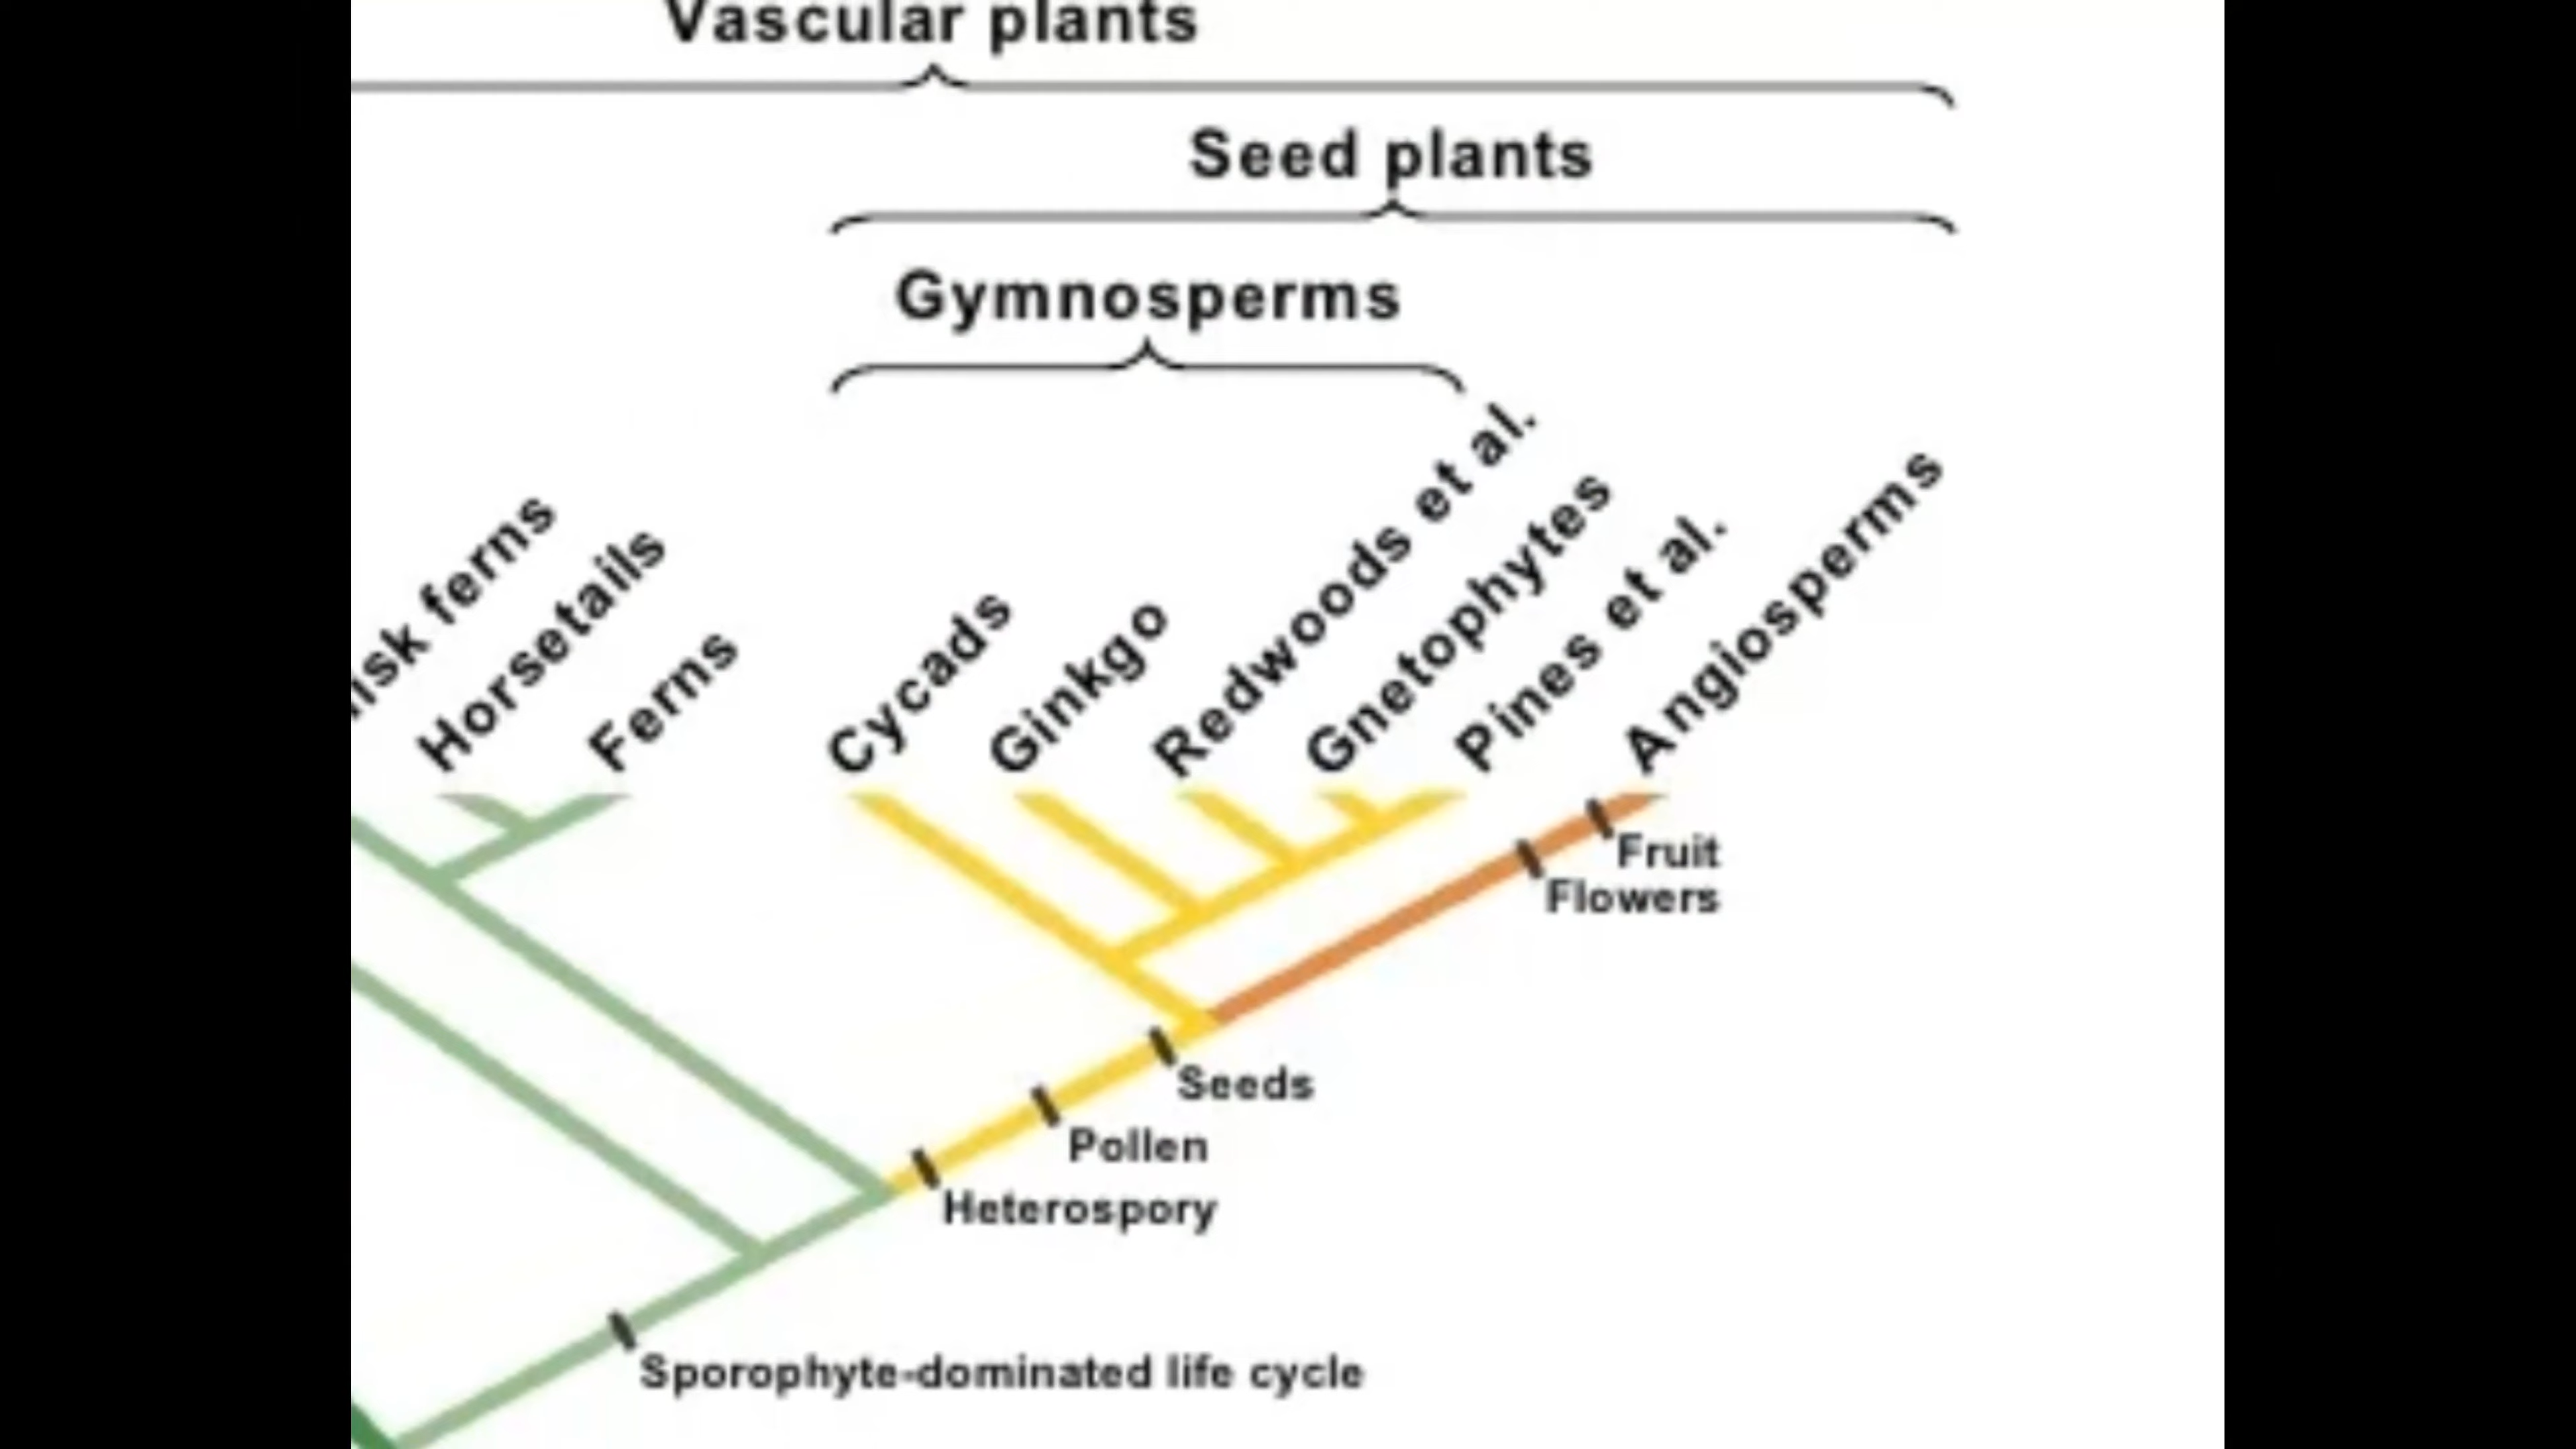 Vascular plants
Seed plants
Gymnosperms
ferns
Horsetails
Ferns
Cycads
Ginkgo
Redwoods et al.
Gnetophytes
Pines et al.
Angiosperms
Fruit
Flowers
Seeds
Pollen
Heterospory
Sporophyte-dominated life cycle